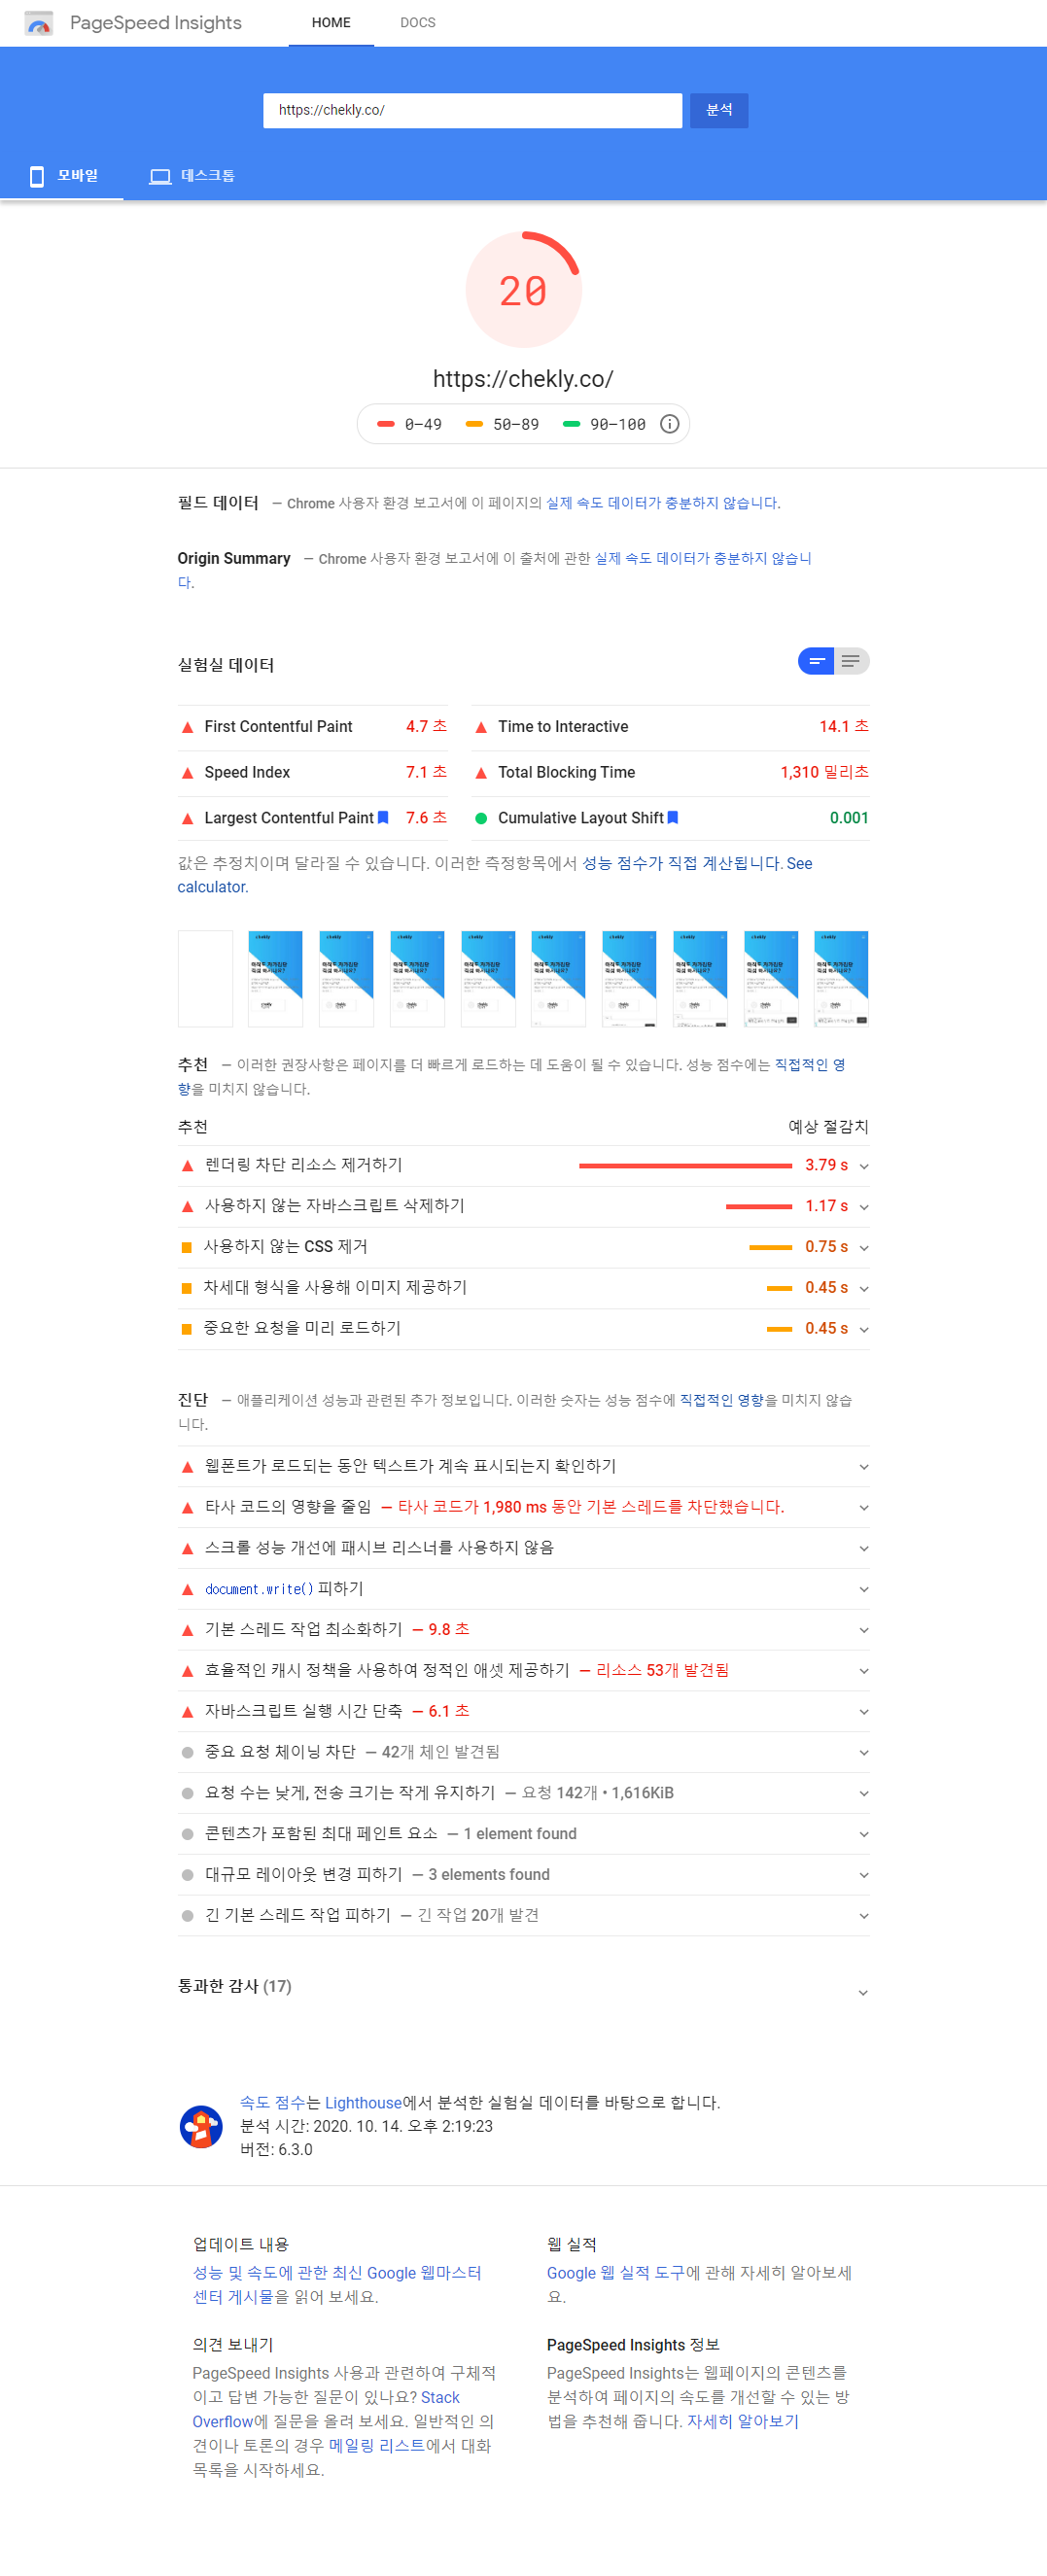 PageSpeed Insights
HOME
DOCS
https://chekly.co/
분석
모바일
데스크톱
20
https://chekly.co/
0–49
50–89
90–100
필드 데이터 — Chrome 사용자 환경 보고서에 이 페이지의 실제 속도 데이터가 충분하지 않습니다.
Origin Summary — Chrome 사용자 환경 보고서에 이 출처에 관한 실제 속도 데이터가 충분하지 않습니
다.
실험실 데이터
First Contentful Paint 4.7 초
Time to Interactive 14.1 초
Speed Index 7.1 초
Total Blocking Time 1,310 밀리초
Largest Contentful Paint 7.6 초
Cumulative Layout Shift 0.001
값은 추정치이며 달라질 수 있습니다. 이러한 측정항목에서 성능 점수가 직접 계산됩니다. See
calculator.
추천 — 이러한 권장사항은 페이지를 더 빠르게 로드하는 데 도움이 될 수 있습니다. 성능 점수에는 직접적인 영
향을 미치지 않습니다.
추천 예상 절감치
렌더링 차단 리소스 제거하기 3.79 s
사용하지 않는 자바스크립트 삭제하기 1.17 s
사용하지 않는 CSS 제거 0.75 s
차세대 형식을 사용해 이미지 제공하기 0.45 s
중요한 요청을 미리 로드하기 0.45 s
진단 — 애플리케이션 성능과 관련된 추가 정보입니다. 이러한 숫자는 성능 점수에 직접적인 영향을 미치지 않습
니다.
웹폰트가 로드되는 동안 텍스트가 계속 표시되는지 확인하기
타사 코드의 영향을 줄임 — 타사 코드가 1,980 ms 동안 기본 스레드를 차단했습니다.
스크롤 성능 개선에 패시브 리스너를 사용하지 않음
document.write() 피하기
기본 스레드 작업 최소화하기 — 9.8 초
효율적인 캐시 정책을 사용하여 정적인 애셋 제공하기 — 리소스 53개 발견됨
자바스크립트 실행 시간 단축 — 6.1 초
중요 요청 체이닝 차단 — 42개 체인 발견됨
요청 수는 낮게, 전송 크기는 작게 유지하기 — 요청 142개 • 1,616KiB
콘텐츠가 포함된 최대 페인트 요소 — 1 element found
대규모 레이아웃 변경 피하기 — 3 elements found
긴 기본 스레드 작업 피하기 — 긴 작업 20개 발견
통과한 감사 (17)
속도 점수는 Lighthouse에서 분석한 실험실 데이터를 바탕으로 합니다.
분석 시간: 2020. 10. 14. 오후 2:19:23
버전: 6.3.0
업데이트 내용
성능 및 속도에 관한 최신 Google 웹마스터
센터 게시물을 읽어 보세요.
웹 실적
Google 웹 실적 도구에 관해 자세히 알아보세
요.
의견 보내기
PageSpeed Insights 사용과 관련하여 구체적
이고 답변 가능한 질문이 있나요? Stack
Overflow에 질문을 올려 보세요. 일반적인 의
견이나 토론의 경우 메일링 리스트에서 대화
목록을 시작하세요.
PageSpeed Insights 정보
PageSpeed Insights는 웹페이지의 콘텐츠를
분석하여 페이지의 속도를 개선할 수 있는 방
법을 추천해 줍니다. 자세히 알아보기